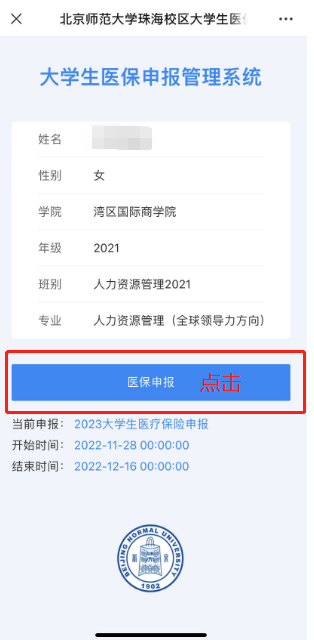 北京师范大学珠海校区大学生医
大学生医保申报管理系统
姓名
性别 女
学院 湾区国际商学院
年级 2021
班别 人力资源管理2021
专业 人力资源管理（全球领导力方向）
医保申报 点击
当前申报： 2023大学生医疗保险申报
开始时间： 2022-11-28 00:00:00
结束时间： 2022-12-16 00:00:00
BEIJING NORMAL UNIVERSITY
1902